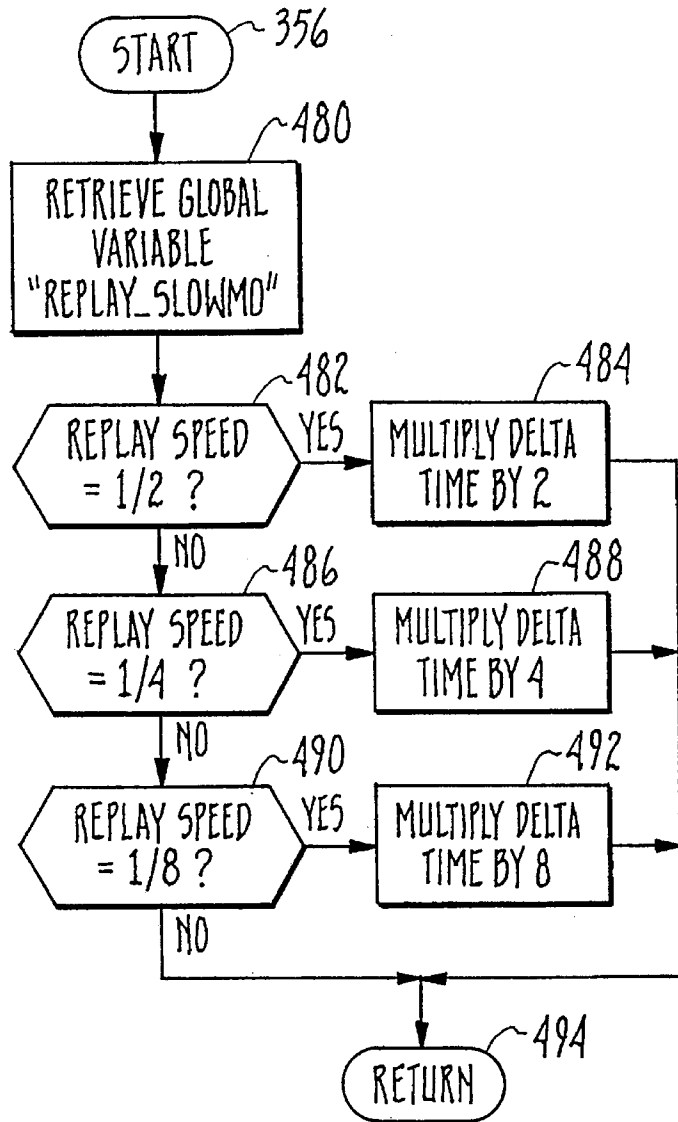 START
356
480
RETRIEVE GLOBAL
VARIABLE
"REPLAY_SLOWMO"
482
REPLAY SPEED
= 1/2 ?
YES
484
MULTIPLY DELTA
TIME BY 2
NO
486
REPLAY SPEED
= 1/4 ?
YES
488
MULTIPLY DELTA
TIME BY 4
NO
490
REPLAY SPEED
= 1/8 ?
YES
492
MULTIPLY DELTA
TIME BY 8
NO
494
RETURN